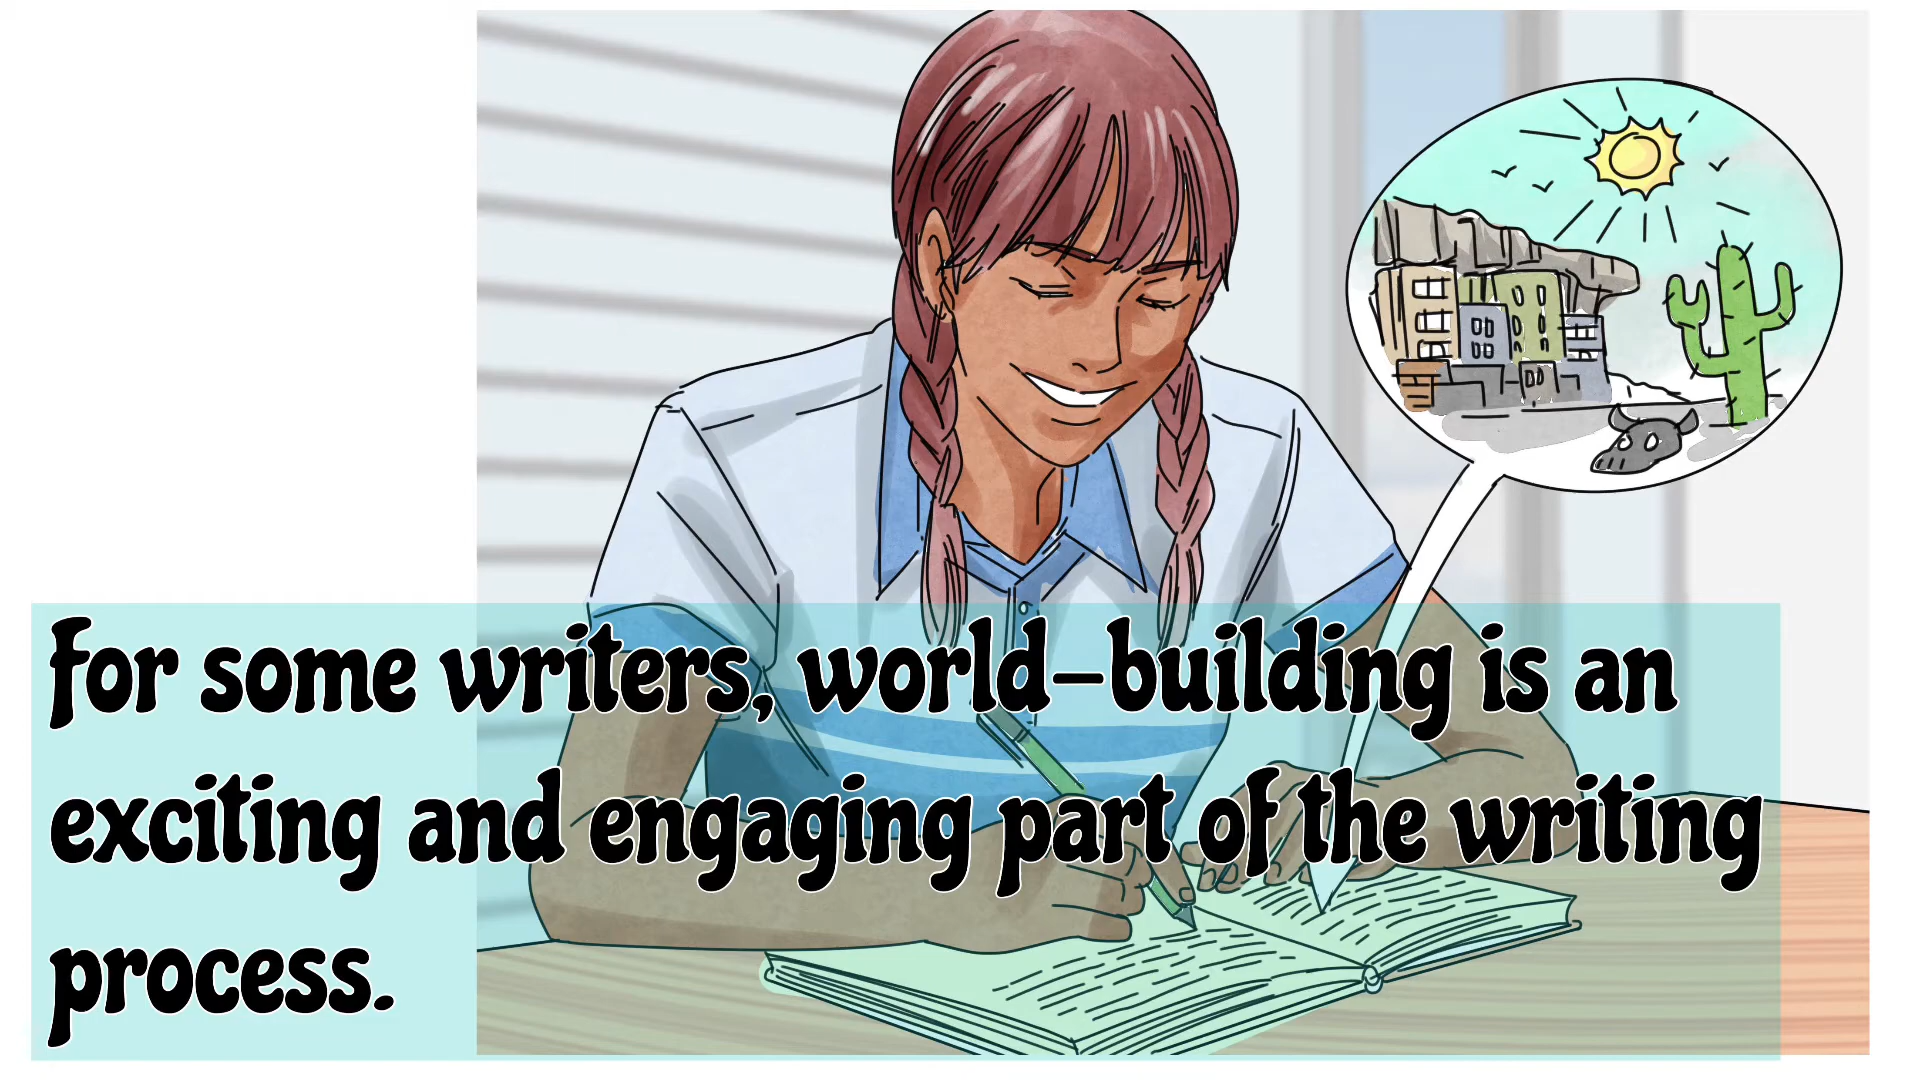 for some writers, world-building is an
exciting and engaging part of the writing
process.